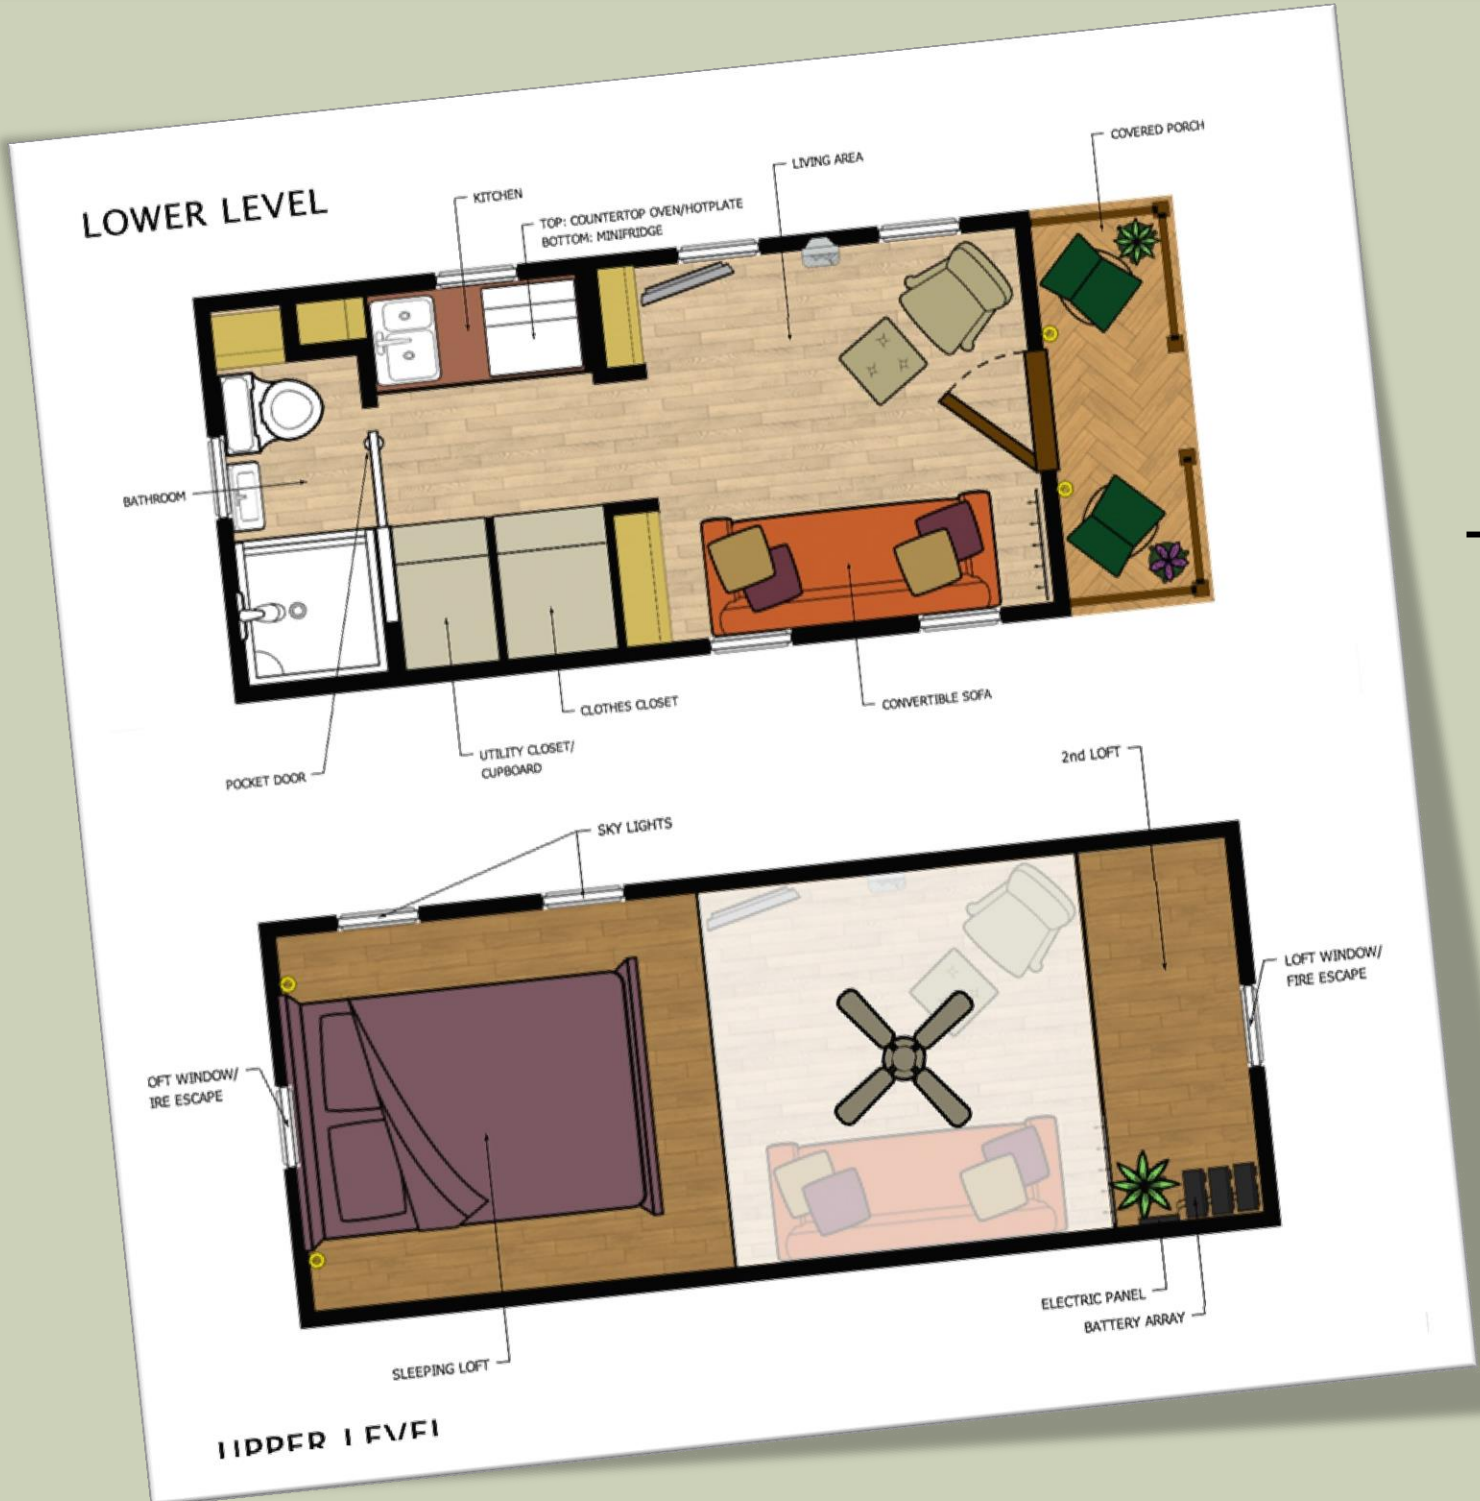 LOWER LEVEL
KITCHEN
TOP: COUNTERTOP OVEN/HOTPLATE
BOTTOM: MINIFRIDGE
LIVING AREA
COVERED PORCH
BATHROOM
POCKET DOOR
UTILITY CLOSET/
CUPBOARD
CLOTHES CLOSET
CONVERTIBLE SOFA
2nd LOFT
SKY LIGHTS
LOFT WINDOW/
FIRE ESCAPE
OFT WINDOW/
IRE ESCAPE
ELECTRIC PANEL
BATTERY ARRAY
SLEEPING LOFT
UPPER LEVEL